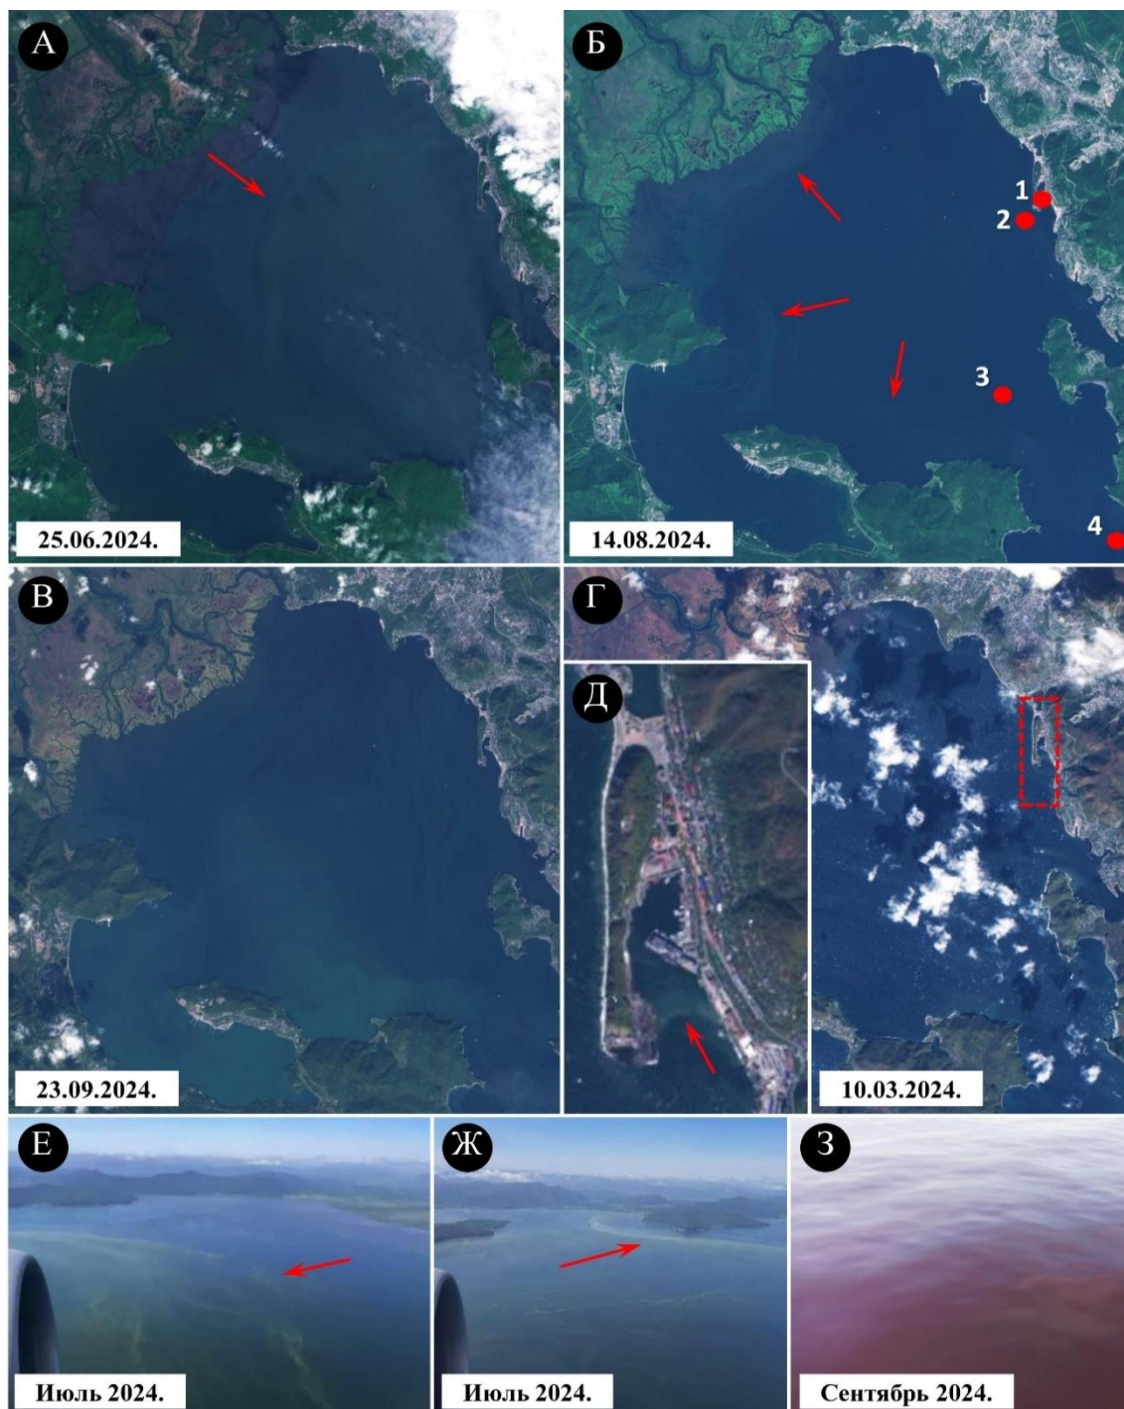 А
Б
1
2
3
4
25.06.2024.
14.08.2024.
В
Г
Д
23.09.2024.
10.03.2024.
Е
Ж
З
Июль 2024.
Июль 2024.
Сентябрь 2024.